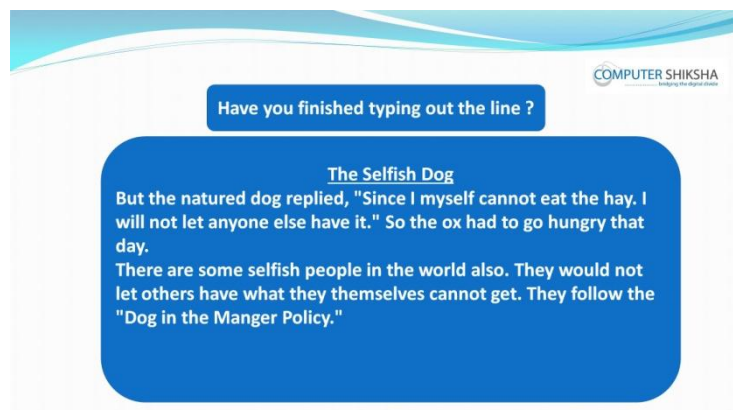 COMPUTER SHIKSHA
bridging the digital divide
Have you finished typing out the line ?
The Selfish Dog
But the natured dog replied, "Since I myself cannot eat the hay. I
will not let anyone else have it." So the ox had to go hungry that
day.
There are some selfish people in the world also. They would not
let others have what they themselves cannot get. They follow the
"Dog in the Manger Policy."